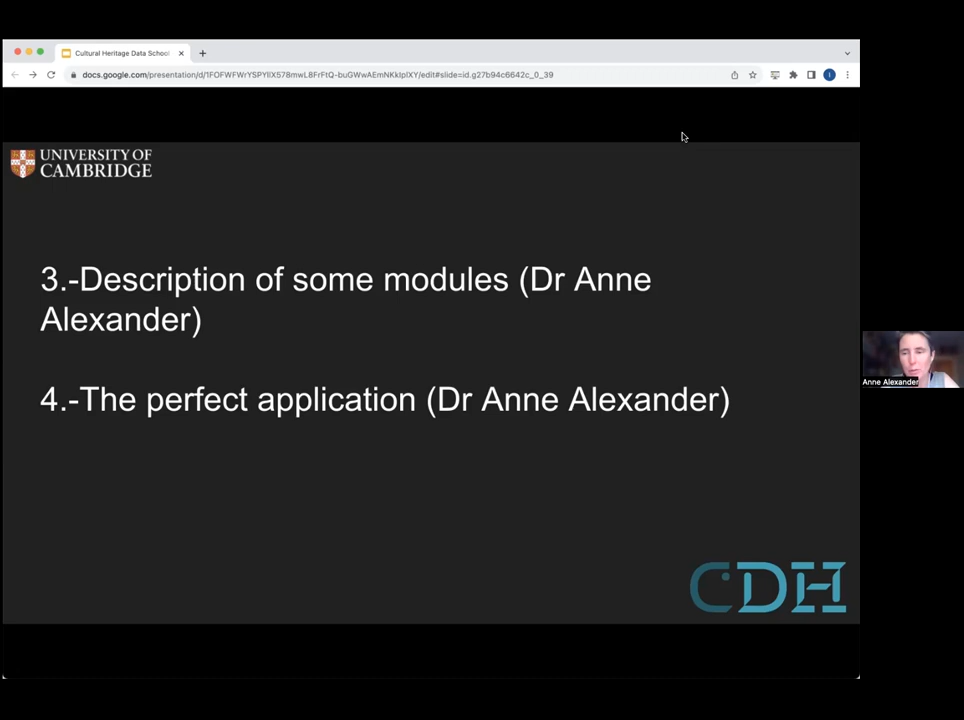 Cultural Heritage Data School
docs.google.com/presentation/d/1FOFWFWrYSPYllX578mwL8FrFtQ-buGWwAEmNKkIplXY/edit#slide=id.g27b94c6642c_0_39
UNIVERSITY OF
CAMBRIDGE
3.-Description of some modules (Dr Anne
Alexander)
4.-The perfect application (Dr Anne Alexander)
Anne Alexander
CDH